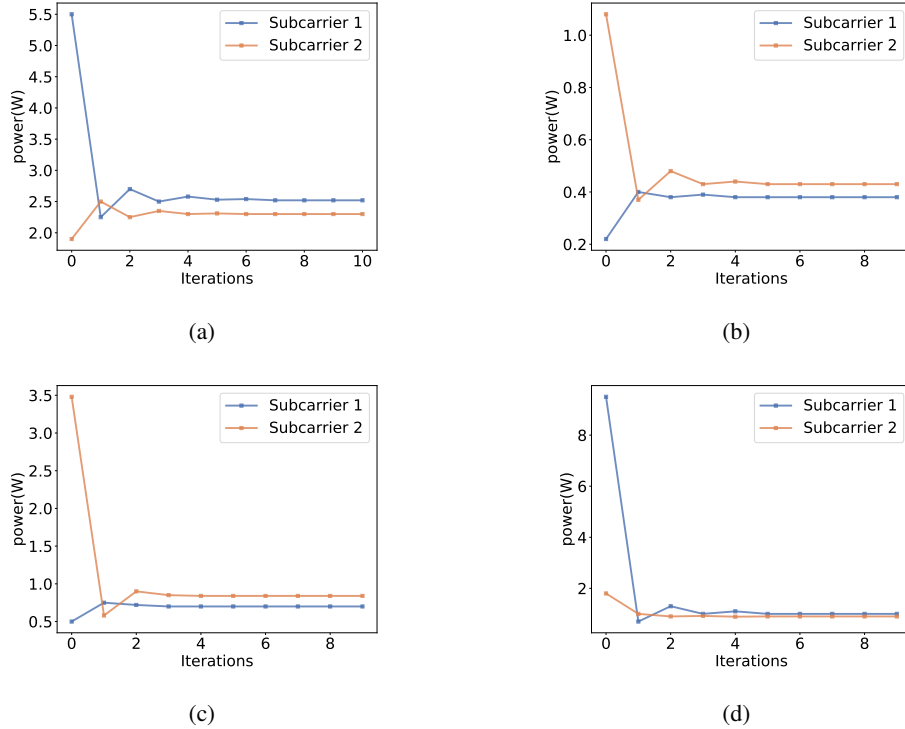 5.5
5.0
4.5
4.0
3.5
3.0
2.5
2.0
power(W)
0 2 4 6 8 10
Iterations
Subcarrier 1
Subcarrier 2
(a)
1.0
0.8
0.6
0.4
0.2
power(W)
0 2 4 6 8
Iterations
Subcarrier 1
Subcarrier 2
(b)
3.5
3.0
2.5
2.0
1.5
1.0
0.5
power(W)
0 2 4 6 8
Iterations
Subcarrier 1
Subcarrier 2
(c)
8
6
4
2
power(W)
0 2 4 6 8
Iterations
Subcarrier 1
Subcarrier 2
(d)